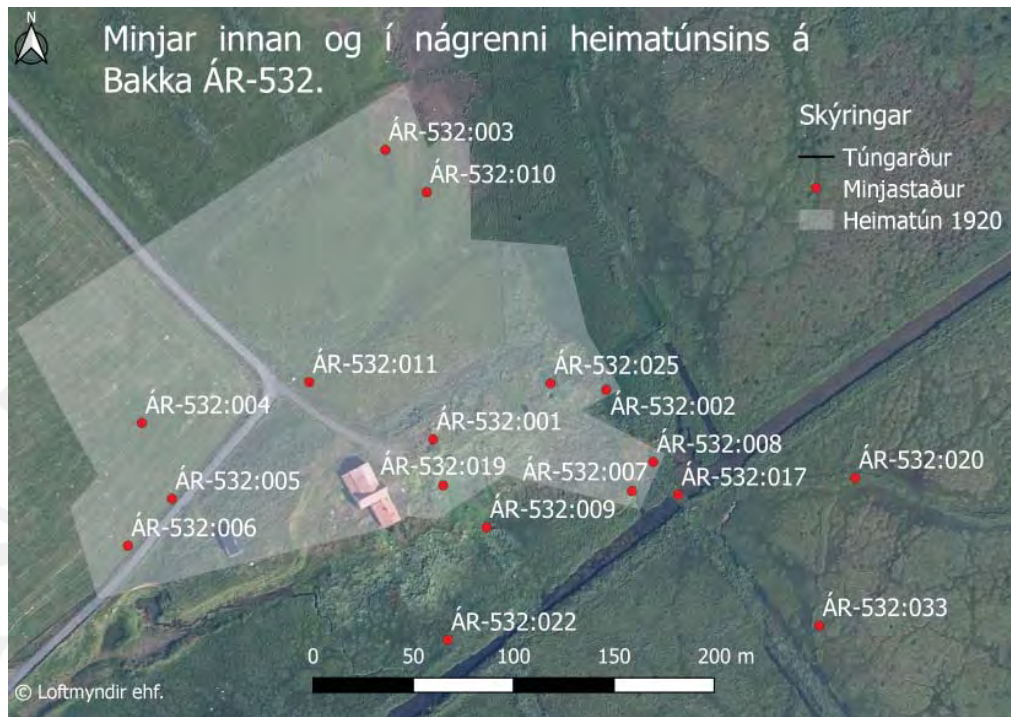 N
Minjar innan og í nágrenni heimatúnsins á
Bakka ÁR-532.
Skýringar
Túngarður
Minjastaður
Heimatún 1920
ÁR-532:003
ÁR-532:010
ÁR-532:011
ÁR-532:025
ÁR-532:004
ÁR-532:002
ÁR-532:001
ÁR-532:008
ÁR-532:019
ÁR-532:007
ÁR-532:020
ÁR-532:005
ÁR-532:017
ÁR-532:009
ÁR-532:006
ÁR-532:022
ÁR-532:033
0 50 100 150 200 m
© Loftmyndir ehf.